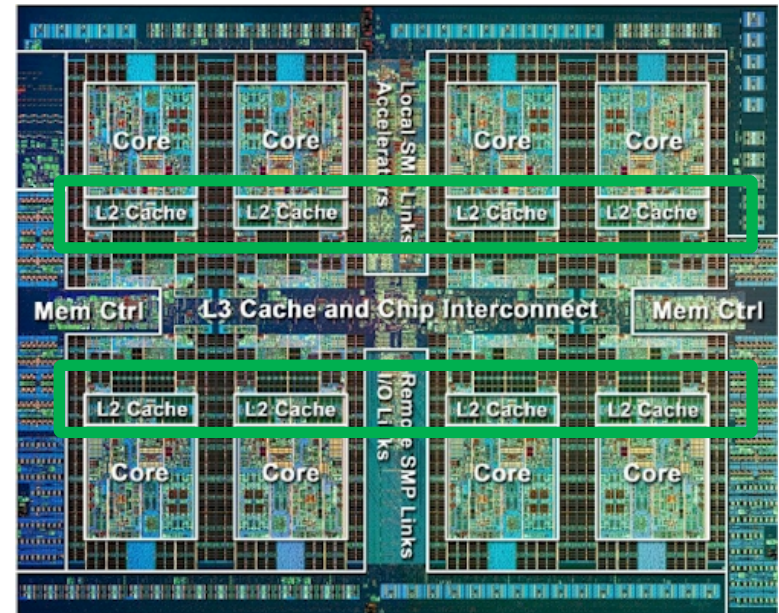 Core Core Core Core
Local SMP Links
Accelerators
L2 Cache L2 Cache L2 Cache L2 Cache
Mem Ctrl L3 Cache and Chip Interconnect Mem Ctrl
L2 Cache L2 Cache L2 Cache L2 Cache
Remote SMP Links
I/O Links
Core Core Core Core